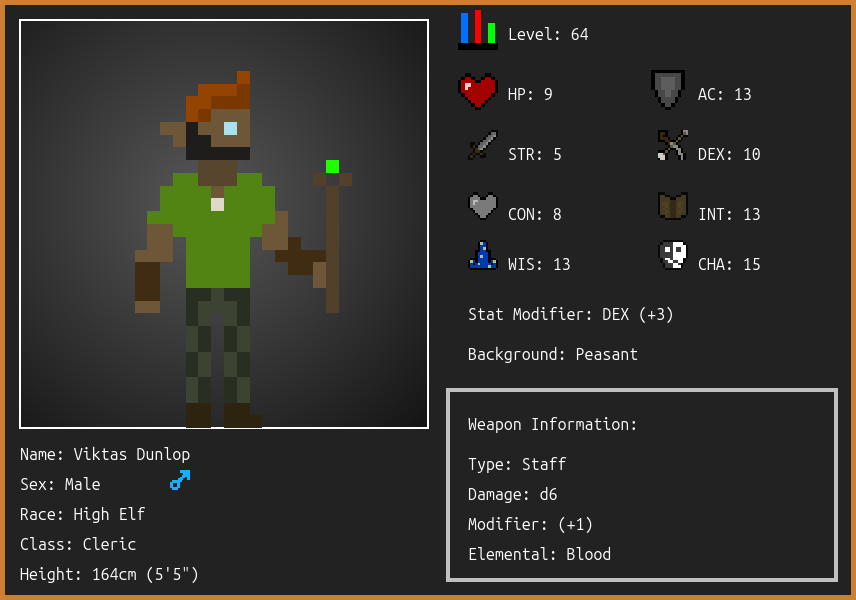 Level: 64
HP: 9
AC: 13
STR: 5
DEX: 10
CON: 8
INT: 13
WIS: 13
CHA: 15
Stat Modifier: DEX (+3)
Background: Peasant
Weapon Information:
Type: Staff
Damage: d6
Modifier: (+1)
Elemental: Blood
Name: Viktas Dunlop
Sex: Male
Race: High Elf
Class: Cleric
Height: 164cm (5'5")